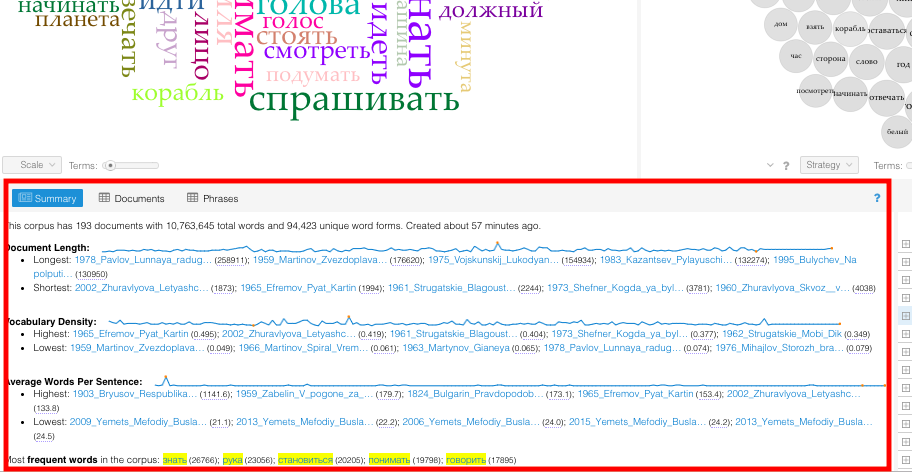 начинать
планета
идти
голова
голос
стоять
смотреть
подумать
должный
друг
лицо
минута
корабль
спрашивать
дом взять корабль
час сторона слово год
посмотреть начинать отвечать
белый
Scale Terms: ? Strategy Terms:
Summary Documents Phrases ?
This corpus has 193 documents with 10,763,645 total words and 94,423 unique word forms. Created about 57 minutes ago.
Document Length:
Longest: 1978_Pavlov_Lunnaya_radug… (258911); 1959_Martinov_Zvezdoplava… (176620); 1975_Vojskunskij_Lukodyan… (154934); 1983_Kazantsev_Pylayuschi… (132274); 1995_Bulychev_Na
polputi… (130950)
Shortest: 2002_Zhuravlyova_Letyashc… (1873); 1965_Efremov_Pyat_Kartin (1994); 1961_Strugatskie_Blagoust… (2244); 1973_Shefner_Kogda_ya_byl… (3781); 1960_Zhuravlyova_Skvoz__v… (4038)
Vocabulary Density:
Highest: 1965_Efremov_Pyat_Kartin (0.495); 2002_Zhuravlyova_Letyashc… (0.419); 1961_Strugatskie_Blagoust… (0.404); 1973_Shefner_Kogda_ya_byl… (0.377); 1962_Strugatskie_Mobi_Dik (0.349)
Lowest: 1959_Martinov_Zvezdoplava… (0.049); 1966_Martinov_Spiral_Vrem… (0.061); 1963_Martynov_Gianeya (0.065); 1978_Pavlov_Lunnaya_radug… (0.074); 1976_Mihajlov_Storozh_bra… (0.079)
Average Words Per Sentence:
Highest: 1903_Bryusov_Respublika… (1141.6); 1959_Zabelin_V_pogone_za_… (179.7); 1824_Bulgarin_Pravdopodob… (173.1); 1965_Efremov_Pyat_Kartin (153.4); 2002_Zhuravlyova_Letyashc…
(133.8)
Lowest: 2009_Yemets_Mefodiy_Busla… (21.1); 2013_Yemets_Mefodiy_Busla… (22.2); 2006_Yemets_Mefodiy_Busla… (24.0); 2015_Yemets_Mefodiy_Busla… (24.2); 2013_Yemets_Mefodiy_Busla…
(24.5)
Most frequent words in the corpus: знать (26766); рука (23056); становиться (20205); понимать (19798); говорить (17895)